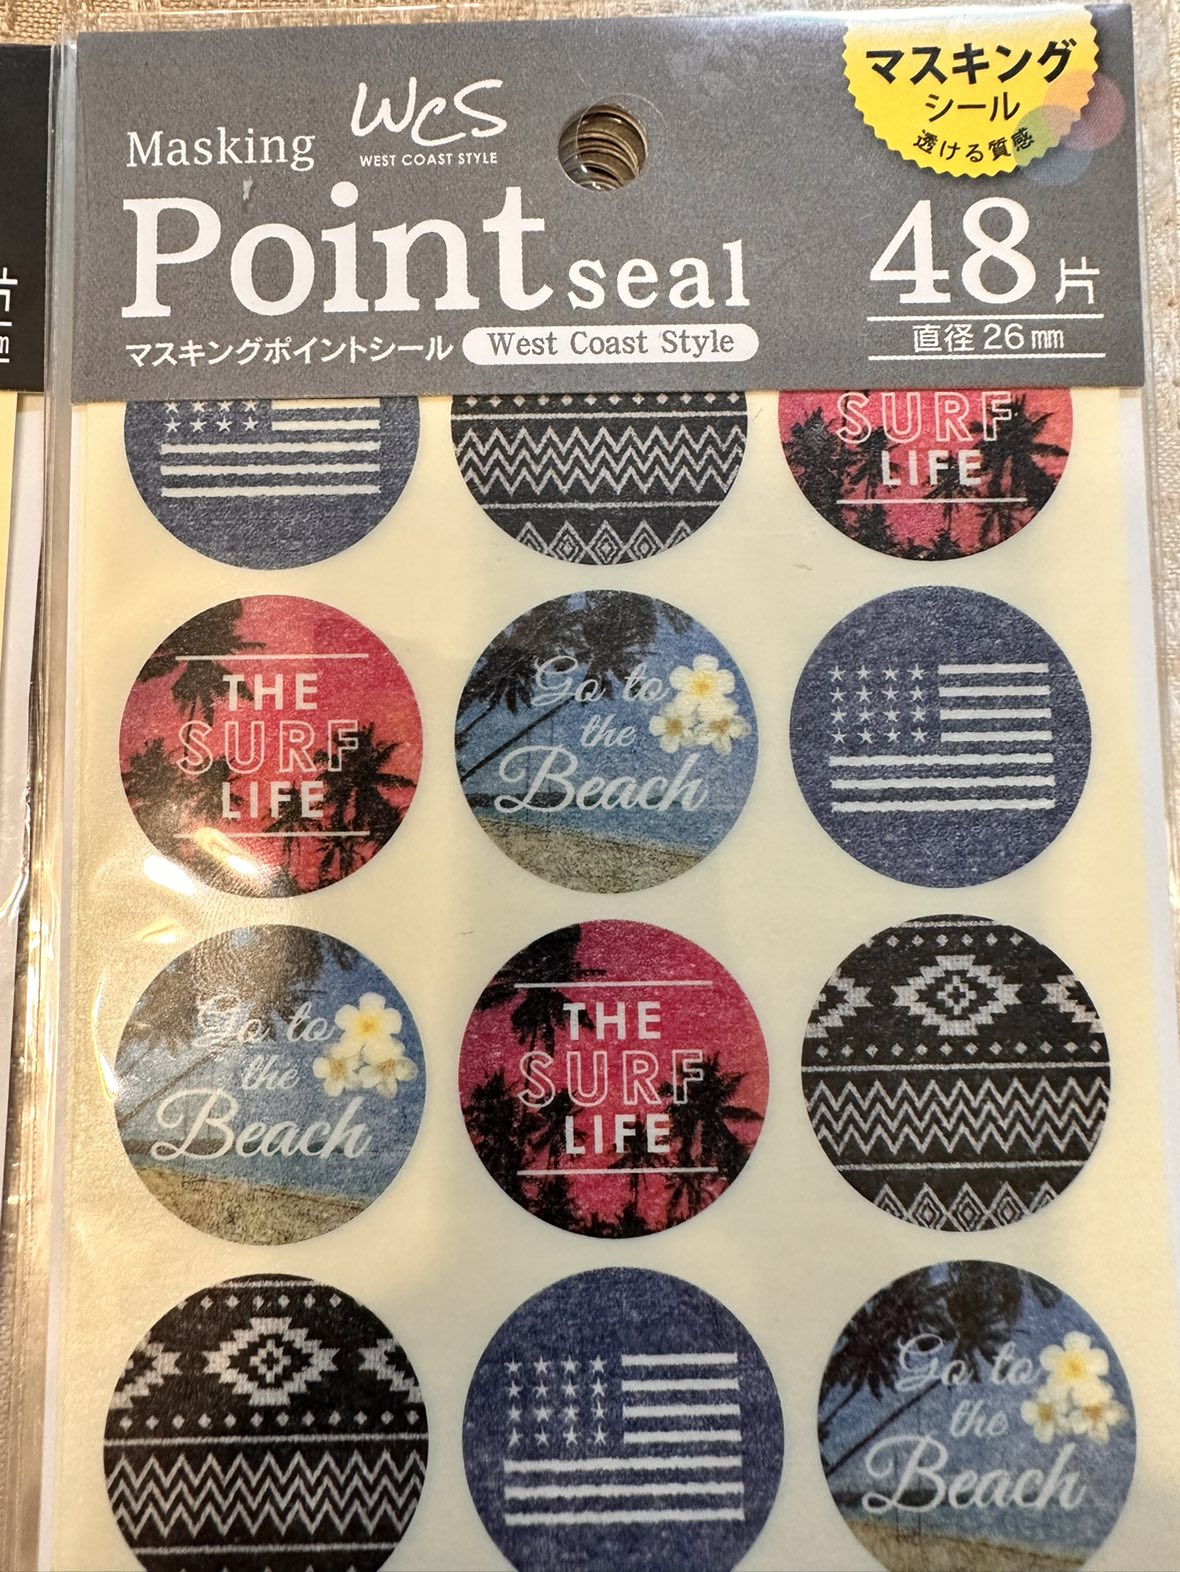 WCS
WEST COAST STYLE
Masking
Point seal
マスキングポイントシール West Coast Style
マスキング
シール
透ける質感
48片
直径 26 mm
片
SURF
LIFE
THE
SURF
LIFE
Go to
the
Beach
Go to
the
Beach
THE
SURF
LIFE
Go to
the
Beach